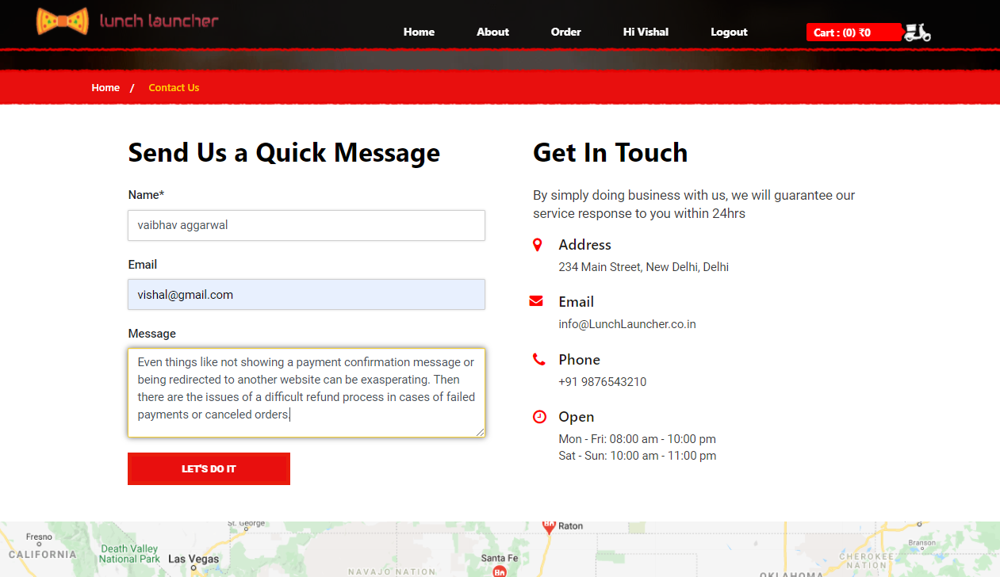 lunch launcher
Home About Order Hi Vishal Logout Cart : (0) ₹0
Home / Contact Us
Send Us a Quick Message
Name*
vaibhav aggarwal
Email
vishal@gmail.com
Message
Even things like not showing a payment confirmation message or
being redirected to another website can be exasperating. Then
there are the issues of a difficult refund process in cases of failed
payments or canceled orders.
LET'S DO IT
Get In Touch
By simply doing business with us, we will guarantee our
service response to you within 24hrs
Address
234 Main Street, New Delhi, Delhi
Email
info@LunchLauncher.co.in
Phone
+91 9876543210
Open
Mon - Fri: 08:00 am - 10:00 pm
Sat - Sun: 10:00 am - 11:00 pm
St. George
Raton
Fresno
CALIFORNIA
Death Valley
National Park
Las Vegas
Santa Fe
NAVAJO NATION
Branson
CHEROKEE
NATION
OKLAHOMA